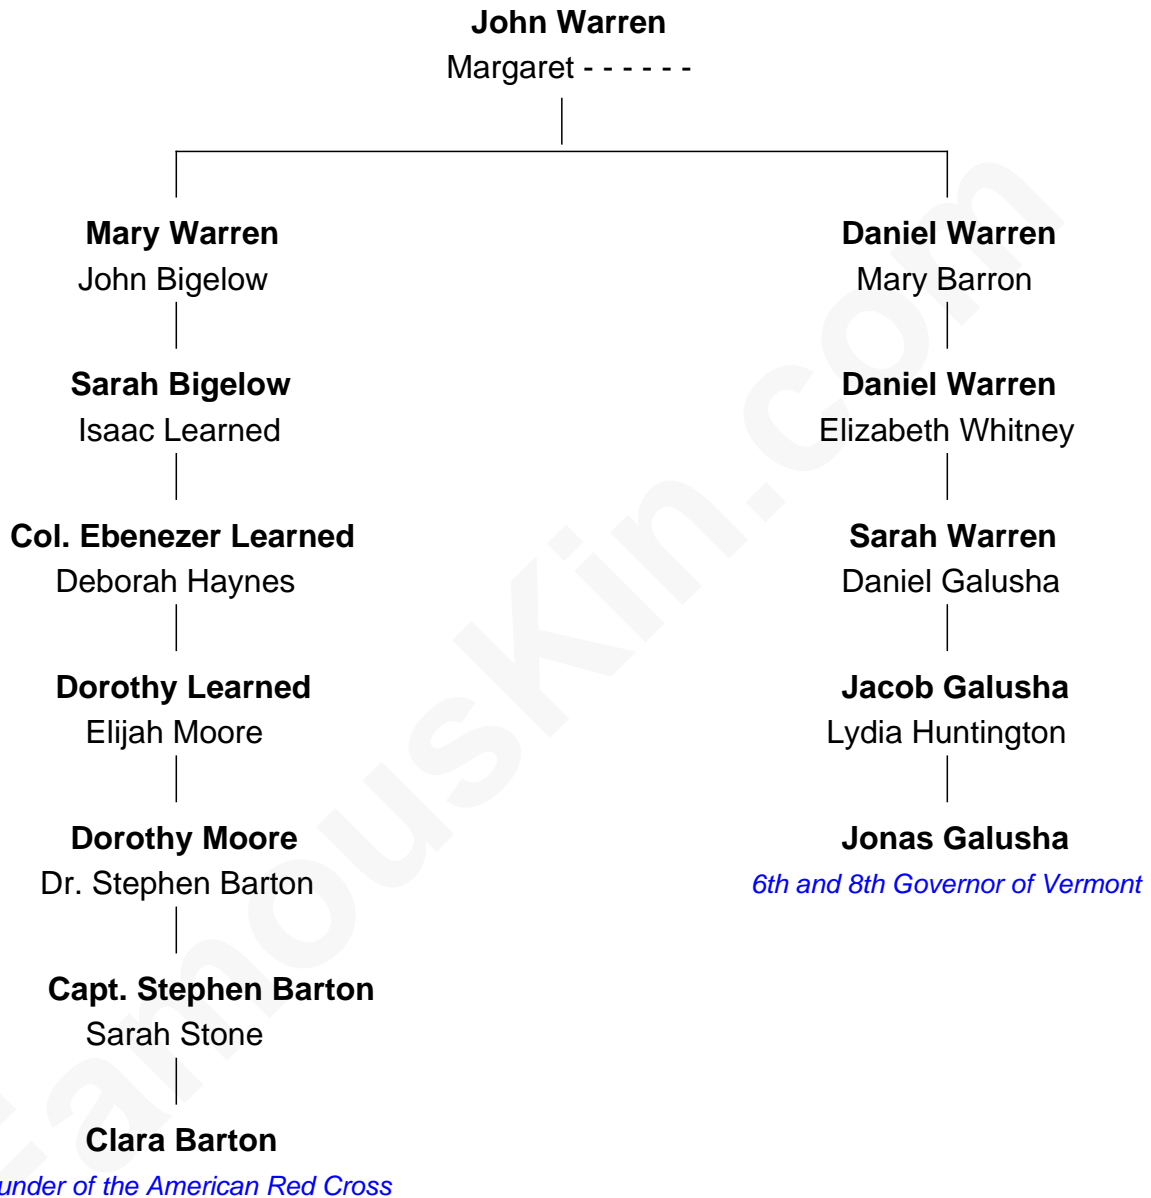 John Warren
Margaret - - - - - -
Mary Warren
John Bigelow
Daniel Warren
Mary Barron
Sarah Bigelow
Isaac Learned
Daniel Warren
Elizabeth Whitney
Col. Ebenezer Learned
Deborah Haynes
Sarah Warren
Daniel Galusha
Dorothy Learned
Elijah Moore
Jacob Galusha
Lydia Huntington
Dorothy Moore
Dr. Stephen Barton
Jonas Galusha
6th and 8th Governor of Vermont
Capt. Stephen Barton
Sarah Stone
Clara Barton
under of the American Red Cross
FamousKin.com